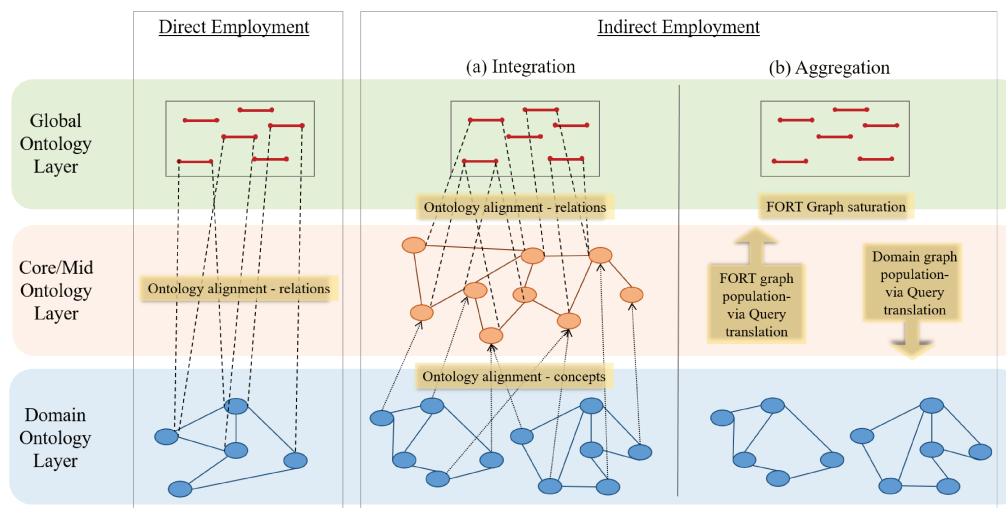 Direct Employment
Indirect Employment
(a) Integration
(b) Aggregation
Global
Ontology
Layer
Ontology alignment - relations
FORT Graph saturation
Core/Mid
Ontology
Layer
Ontology alignment - relations
FORT graph
population-
via Query
translation
Domain graph
population-
via Query
translation
Ontology alignment - concepts
Domain
Ontology
Layer